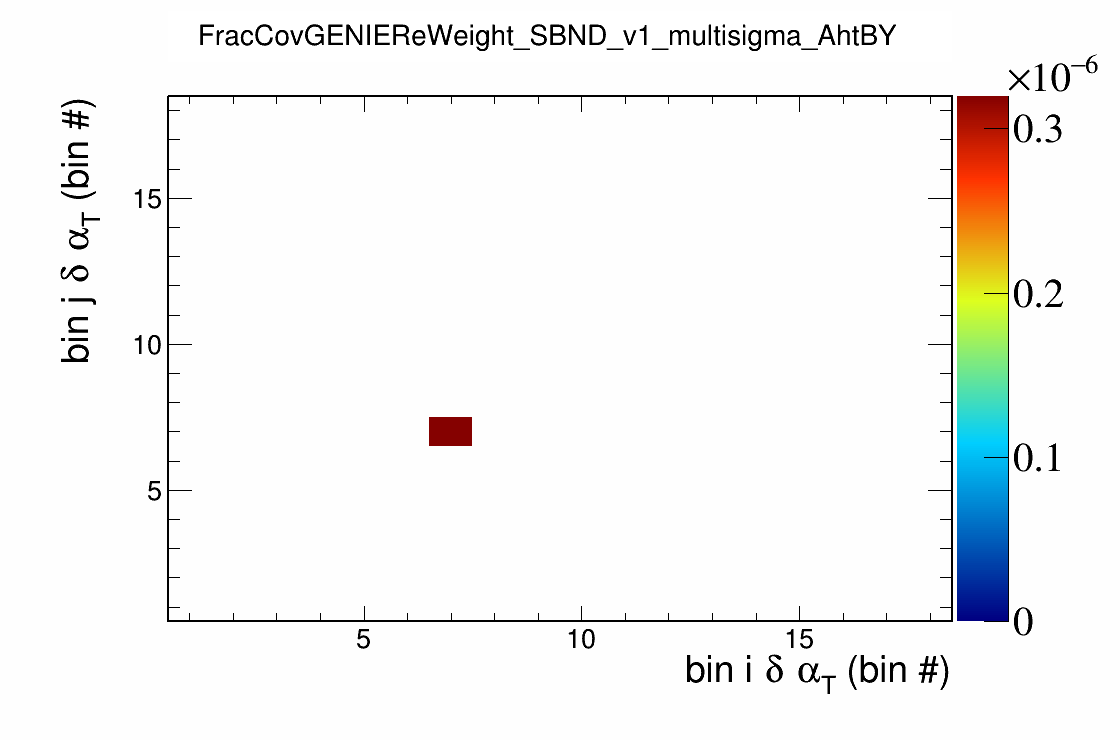 FracCovGENIEReWeight_SBND_v1_multisigma_AhtBY
×10⁻⁶
bin j δ α_T (bin #)
15
10
5
0.3
0.2
0.1
0
5 10 15
bin i δ α_T (bin #)